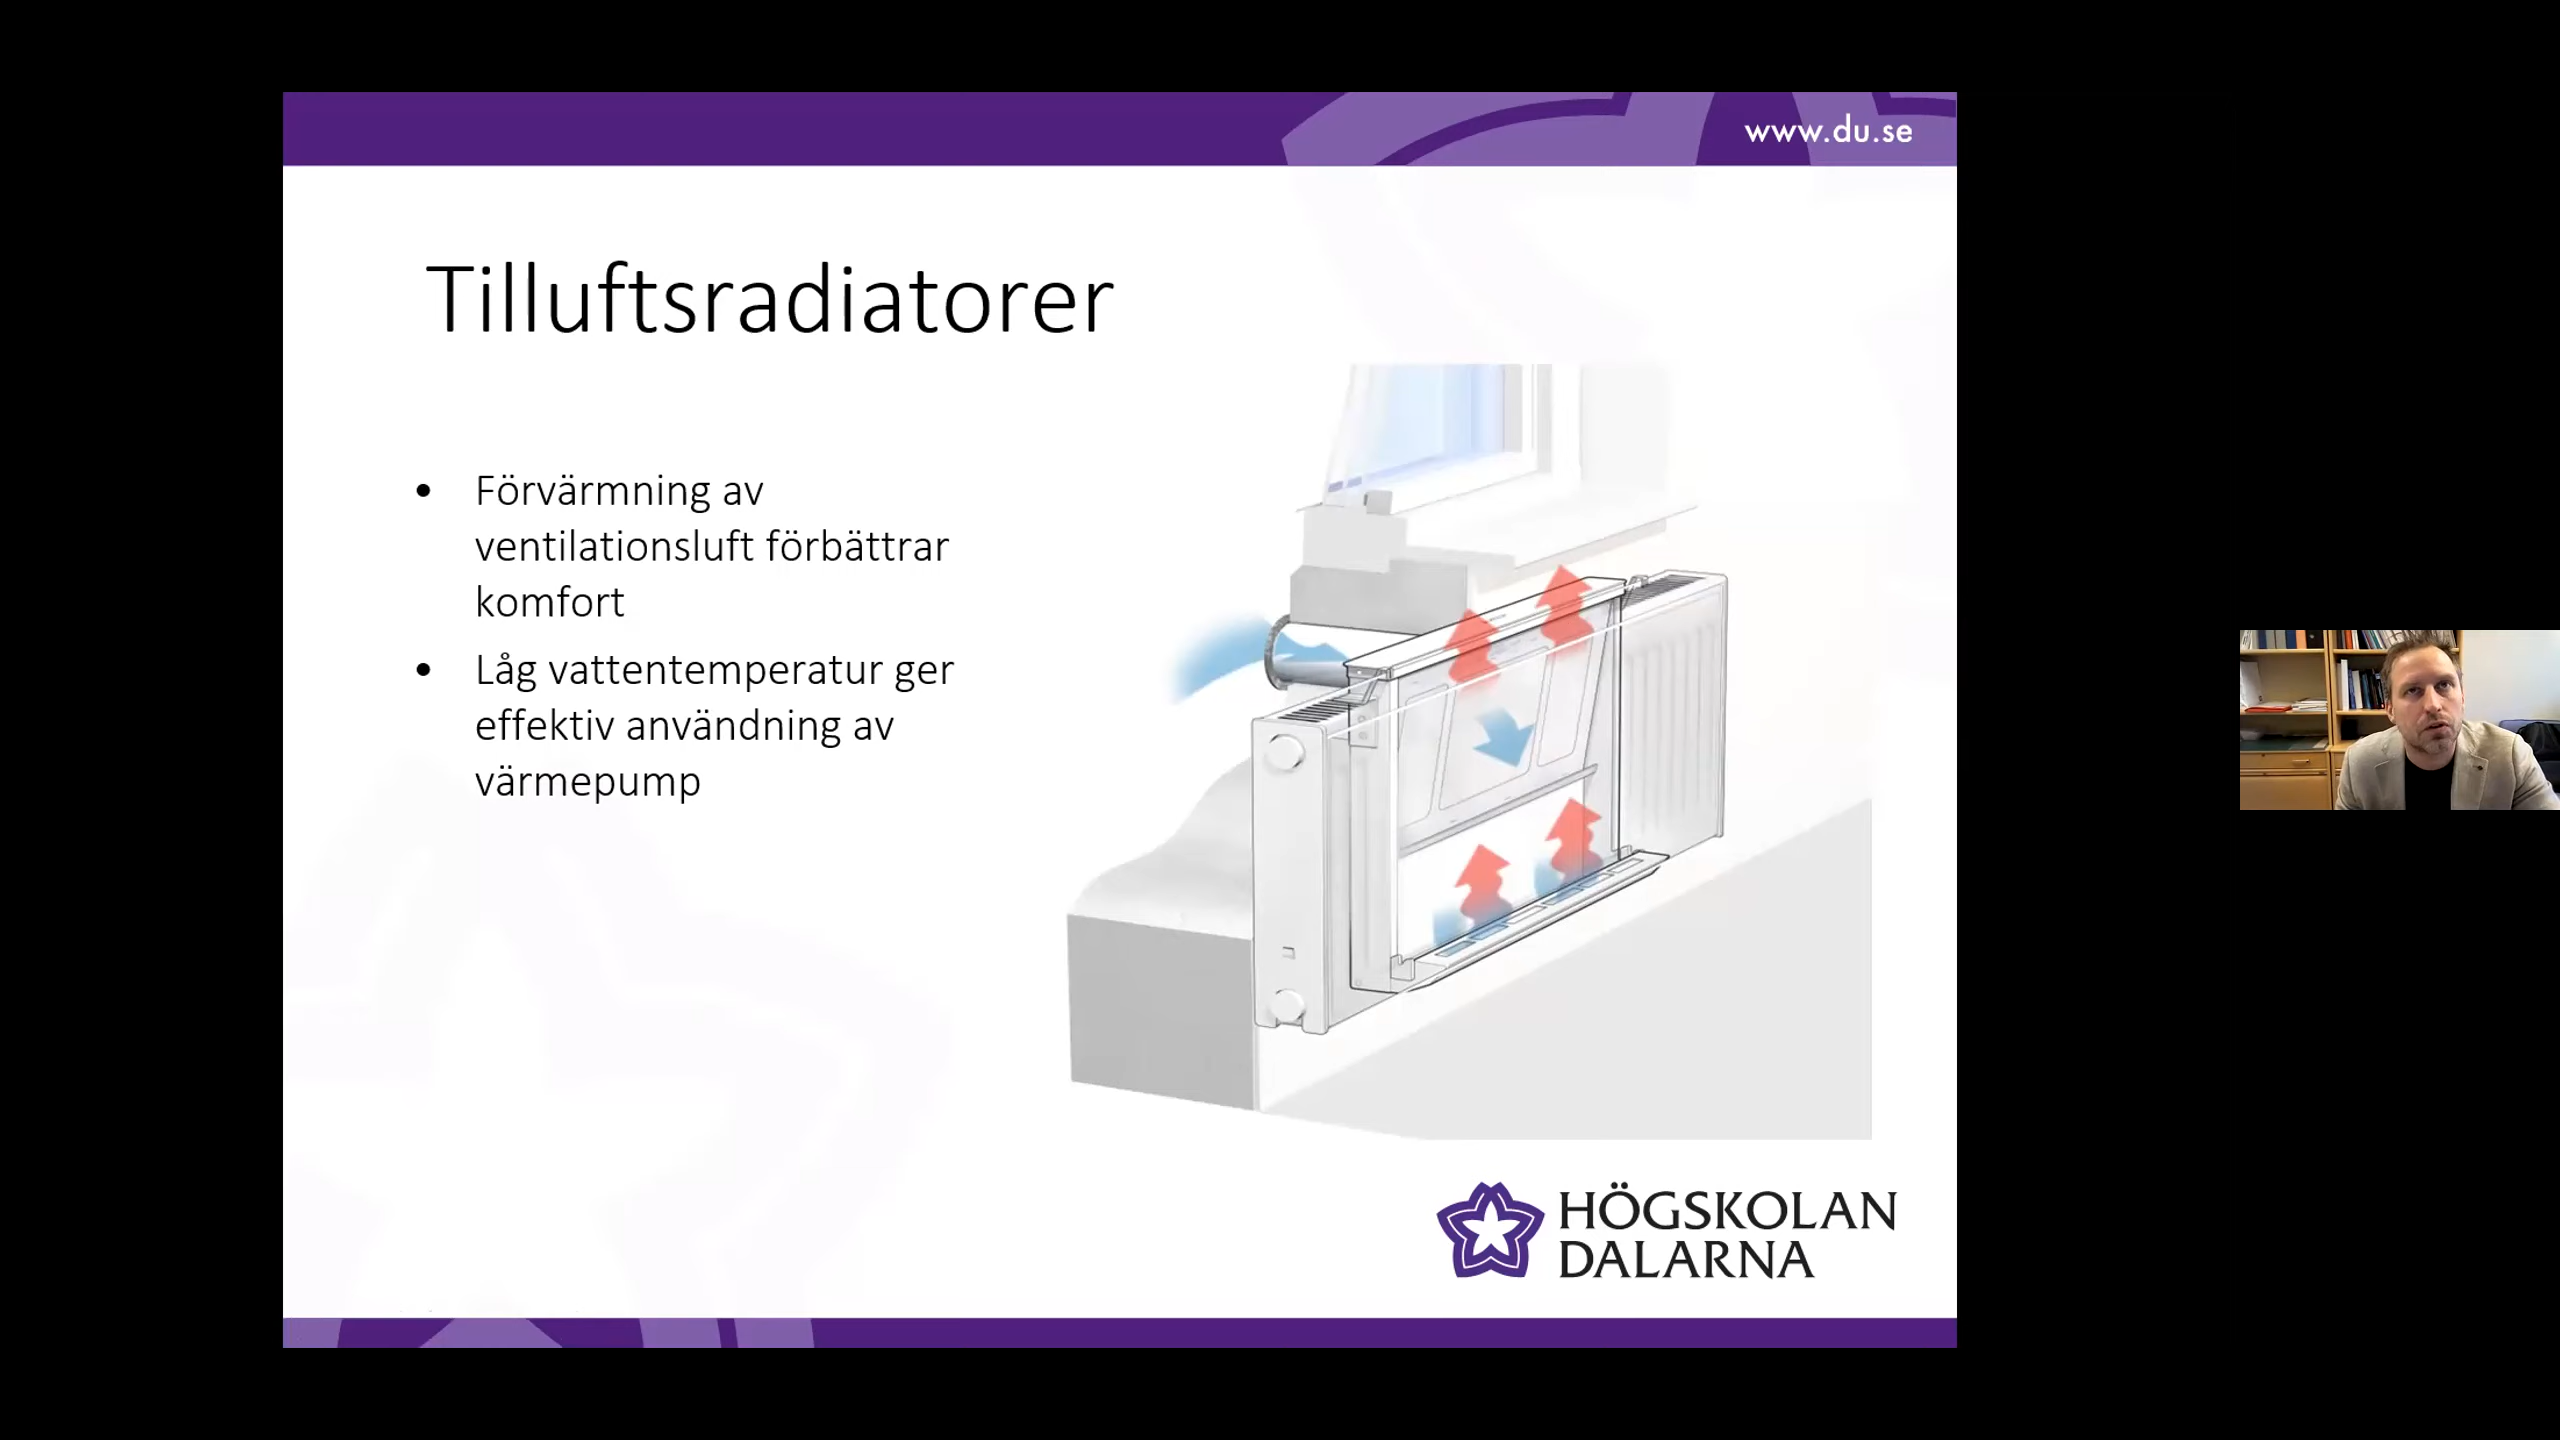 www.du.se
Tilluftsradiatorer
• Förvärmning av
ventilationsluft förbättrar
komfort
• Låg vattentemperatur ger
effektiv användning av
värmepump
HÖGSKOLAN
DALARNA